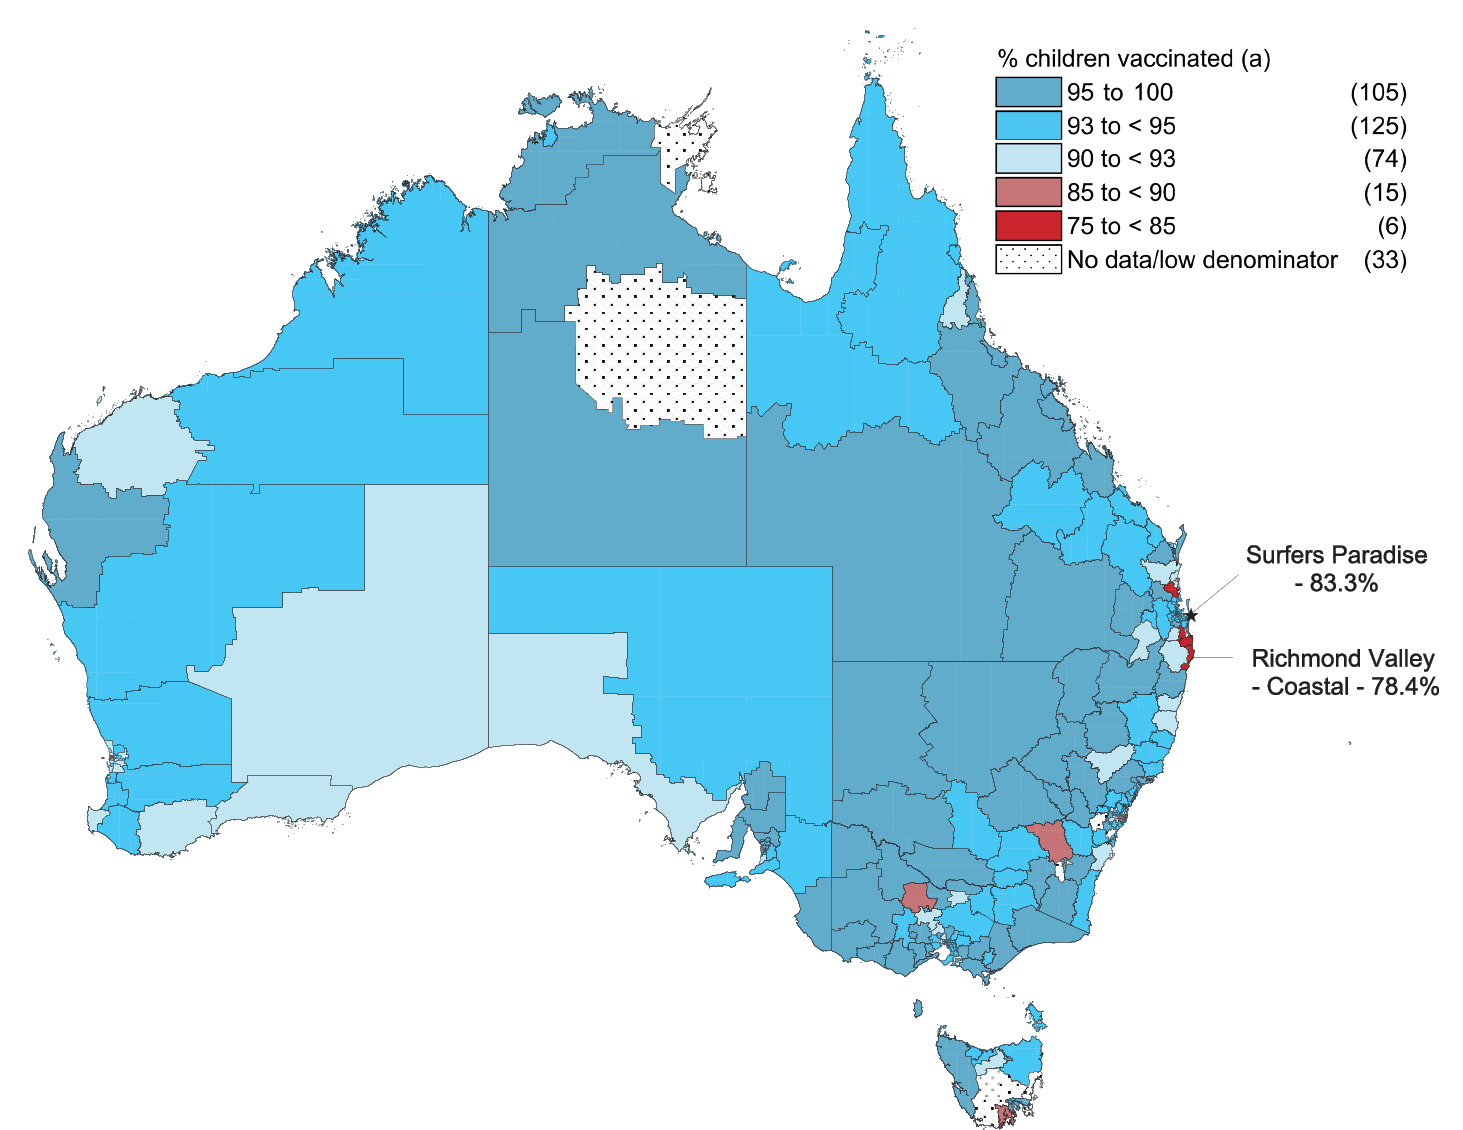 % children vaccinated (a)
95 to 100 (105)
93 to < 95 (125)
90 to < 93 (74)
85 to < 90 (15)
75 to < 85 (6)
No data/low denominator (33)
Surfers Paradise
- 83.3%
Richmond Valley
- Coastal - 78.4%